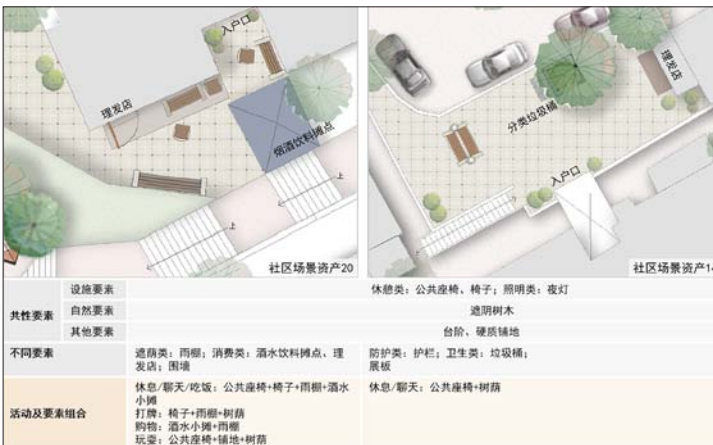 入户口
理发店
烟酒饮料摊点
上
上
社区场景资产20
理发店
分类垃圾桶
入户口
上
社区场景资产14
共性要素
设施要素
休憩类：公共座椅、椅子；照明类：夜灯
自然要素
遮阴树木
其他要素
台阶、硬质铺地
不同要素
遮荫类：雨棚；消费类：酒水饮料摊点、理
发店；围墙
防护类：护栏；卫生类：垃圾桶；
展板
活动及要素组合
休息/聊天/吃饭：公共座椅+椅子+雨棚+酒水
小摊
打牌：椅子+雨棚+树荫
购物：酒水小摊+雨棚
玩耍：公共座椅+铺地+树荫
休息/聊天：公共座椅+树荫